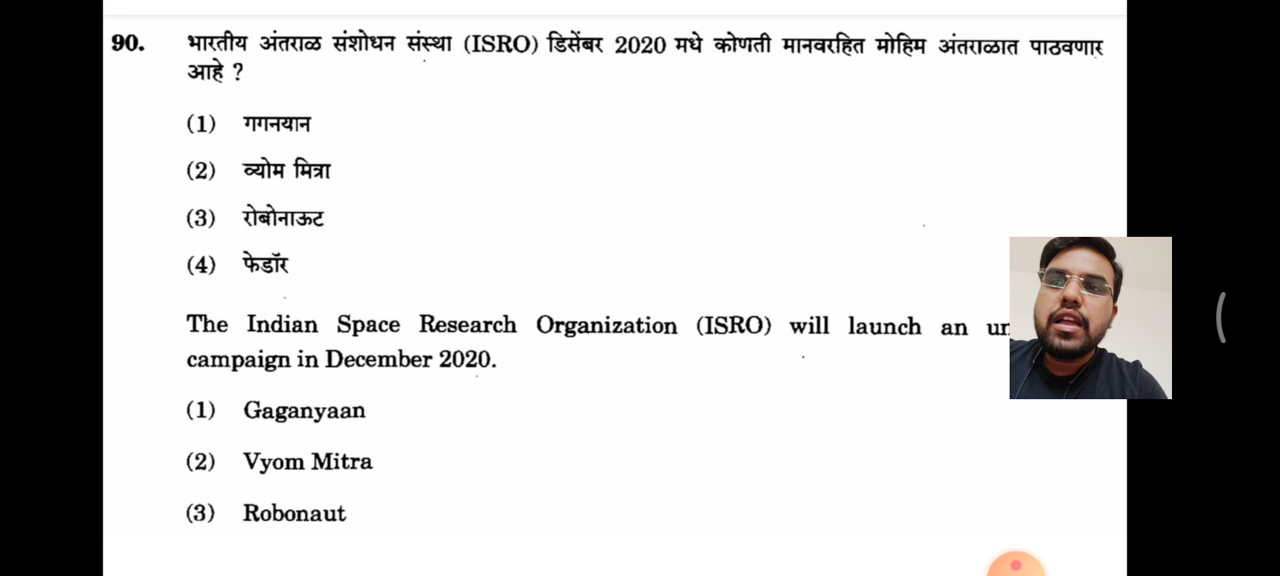 90. भारतीय अंतराळ संशोधन संस्था (ISRO) डिसेंबर 2020 मधे कोणती मानवरहित मोहिम अंतराळात पाठवणार
आहे ?
(1) गगनयान
(2) व्योम मित्रा
(3) रोबोनाऊट
(4) फेडॉर
The Indian Space Research Organization (ISRO) will launch an
campaign in December 2020.
(1) Gaganyaan
(2) Vyom Mitra
(3) Robonaut